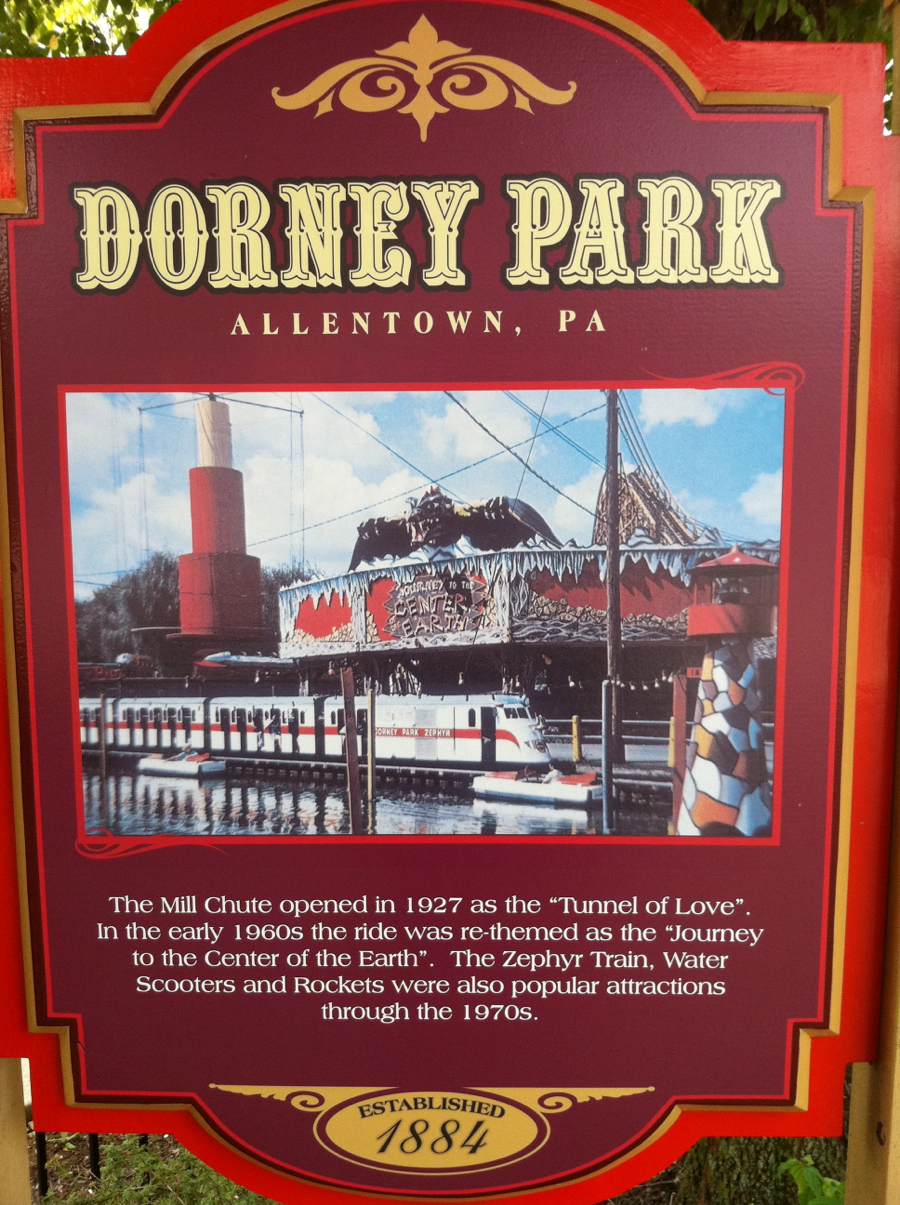 DORNEY PARK
ALLENTOWN, PA
JOURNEY TO THE
CENTER
EARTH
DORNEY PARK ZEPHYR
The Mill Chute opened in 1927 as the “Tunnel of Love”.
In the early 1960s the ride was re-themed as the “Journey
to the Center of the Earth”.  The Zephyr Train, Water
Scooters and Rockets were also popular attractions
through the 1970s.
ESTABLISHED
1884